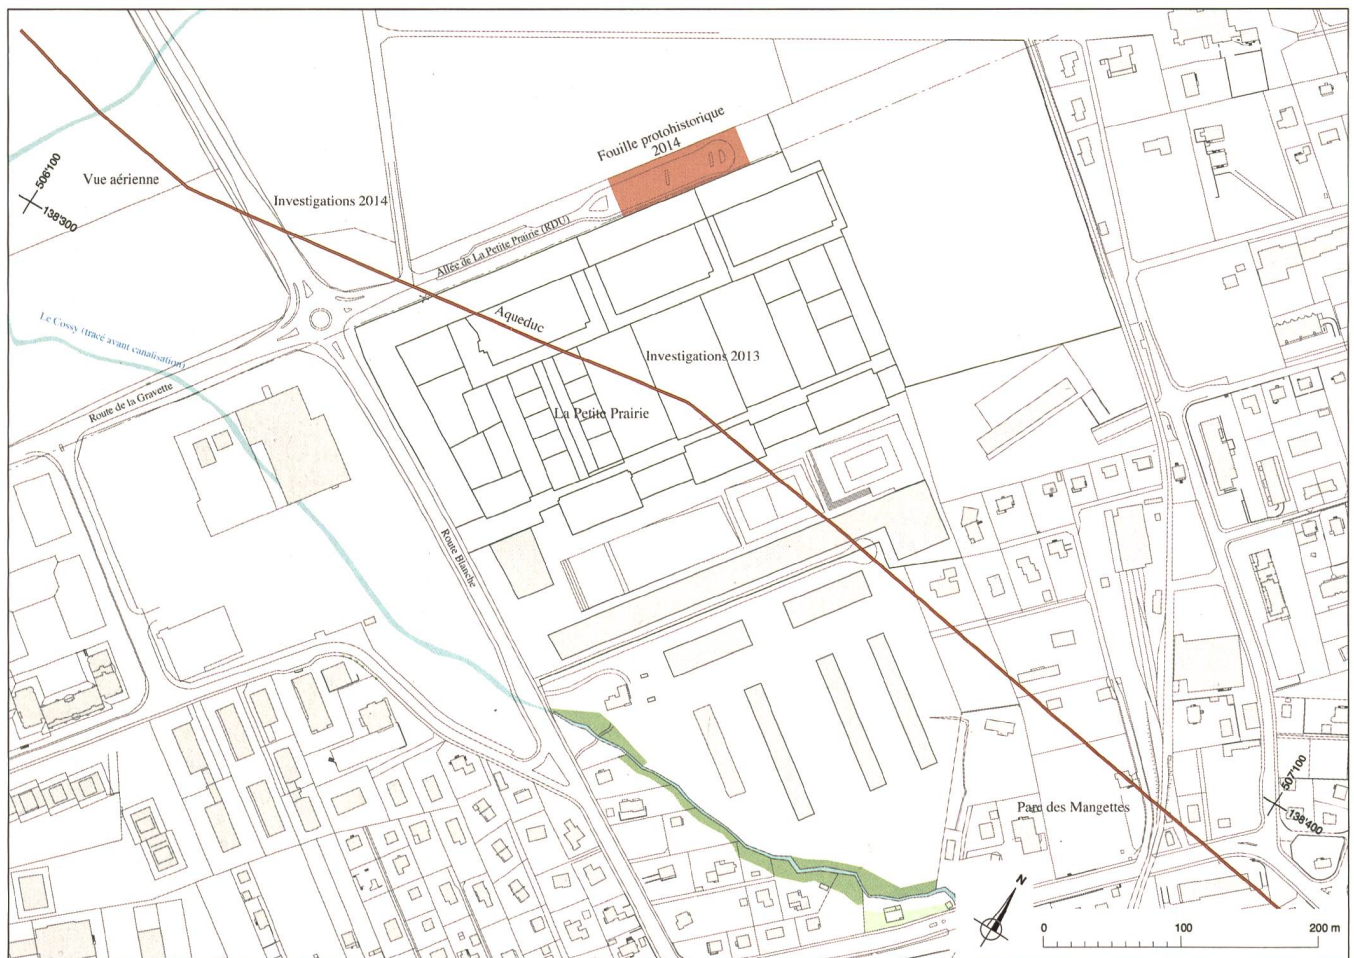 Fouille protohistorique
2014
506'100
138'300
Vue aérienne
Investigations 2014
Allée de La Petite Prairie (RDU)
Le Cossy (tracé avant canalisation)
Aqueduc
Investigations 2013
Route de la Gravette
La Petite Prairie
Route Blanche
507'100
138'400
Parc des Mangettes
N
0 100 200 m